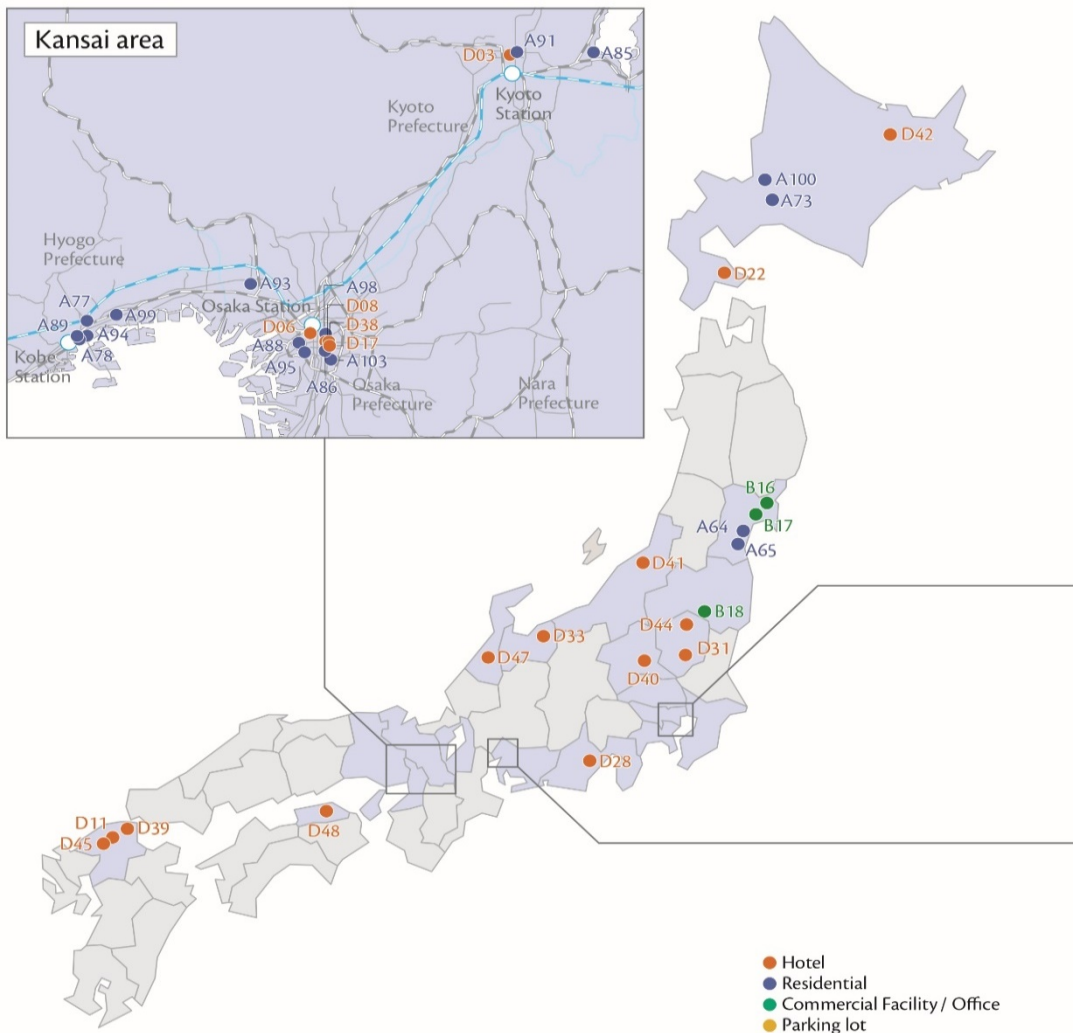 Kansai area
D03
A91
A85
Kyoto
Station
Kyoto
Prefecture
Hyogo
Prefecture
A93
A98
A77
A99
Osaka Station
D08
D06
D38
A89
A94
A88
D17
Kobe
Station
A78
A95
A103
A86
Osaka
Prefecture
Nara
Prefecture
D42
A100
A73
D22
B16
B17
A64
A65
D41
B18
D44
D33
D31
D47
D40
D28
D11
D39
D45
D48
Hotel
Residential
Commercial Facility / Office
Parking lot